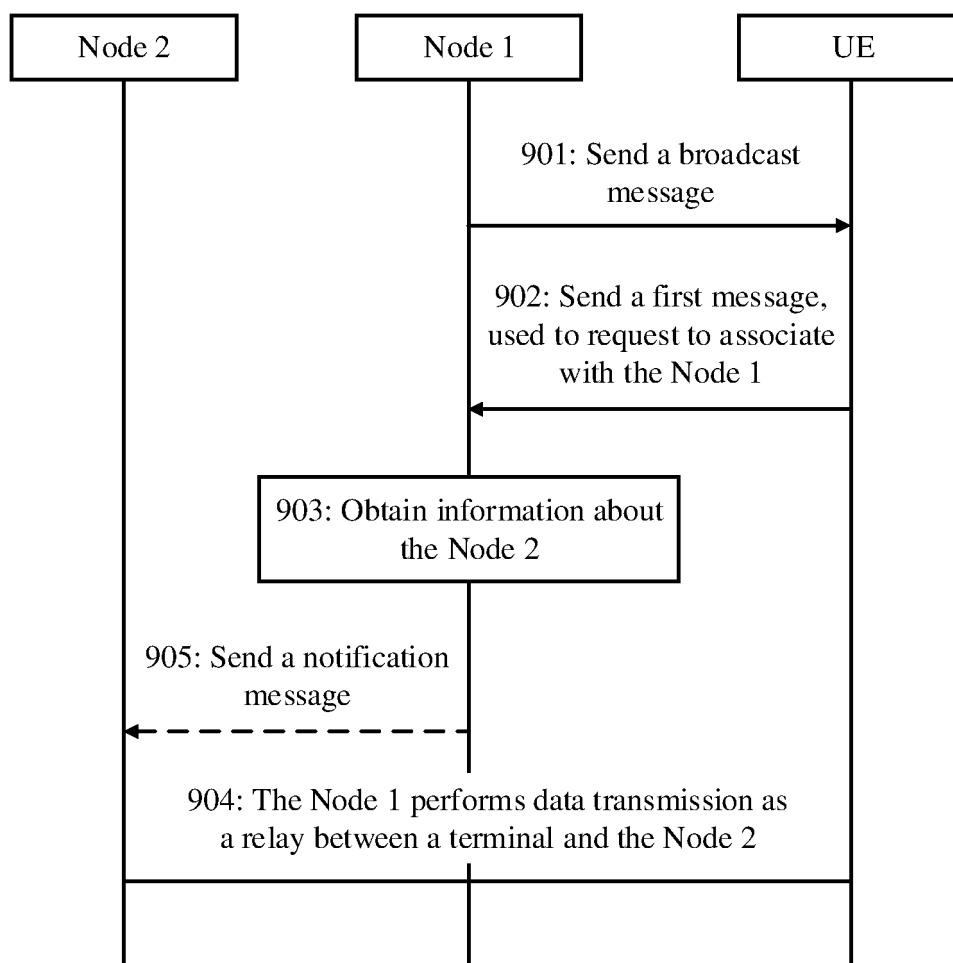 Node 2
Node 1
UE
901: Send a broadcast
message
902: Send a first message,
used to request to associate
with the Node 1
903: Obtain information about
the Node 2
905: Send a notification
message
904: The Node 1 performs data transmission as
a relay between a terminal and the Node 2